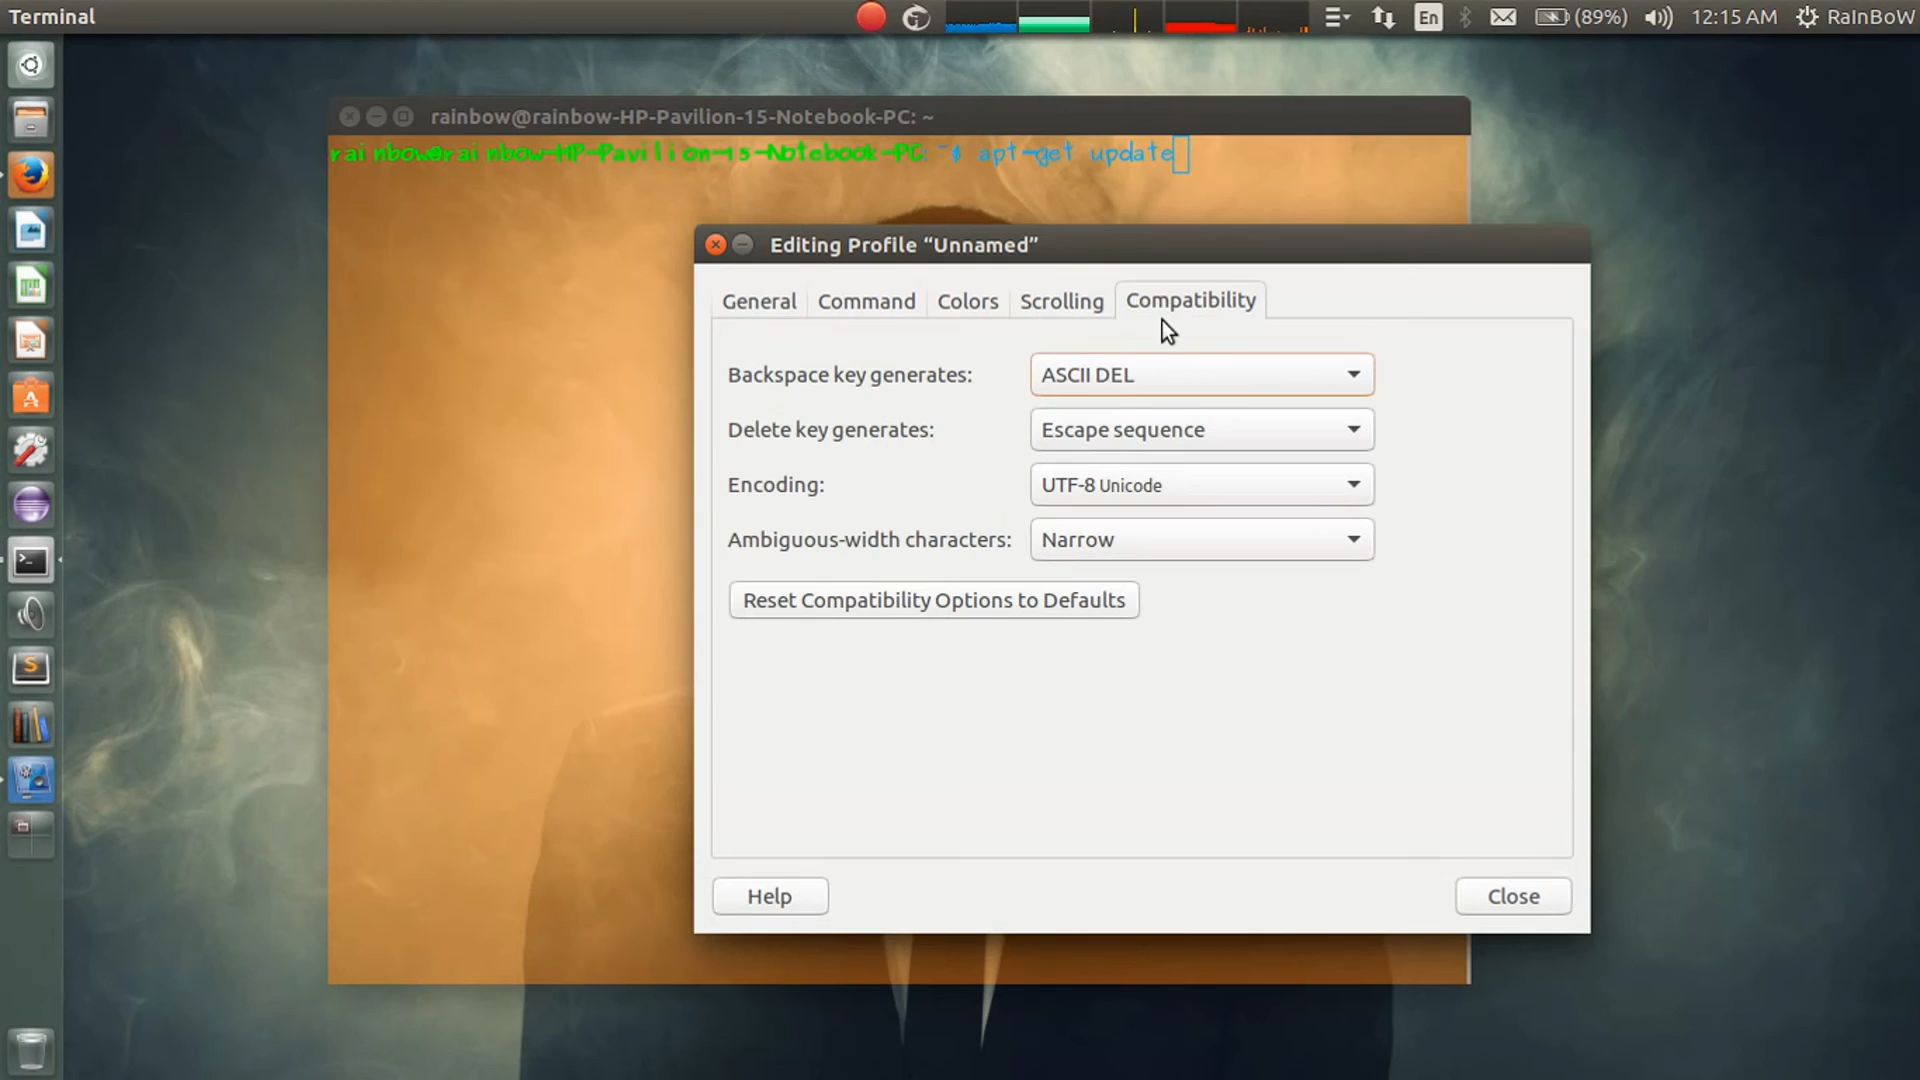 Terminal
En
(89%)
12:15 AM
RaInBoW
rainbow@rainbow-HP-Pavilion-15-Notebook-PC: ~
rainbow@rainbow-HP-Pavilion-15-Notebook-PC:~$ apt-get update
Editing Profile “Unnamed”
General
Command
Colors
Scrolling
Compatibility
Backspace key generates:
ASCII DEL
Delete key generates:
Escape sequence
Encoding:
UTF-8 Unicode
Ambiguous-width characters:
Narrow
Reset Compatibility Options to Defaults
Help
Close